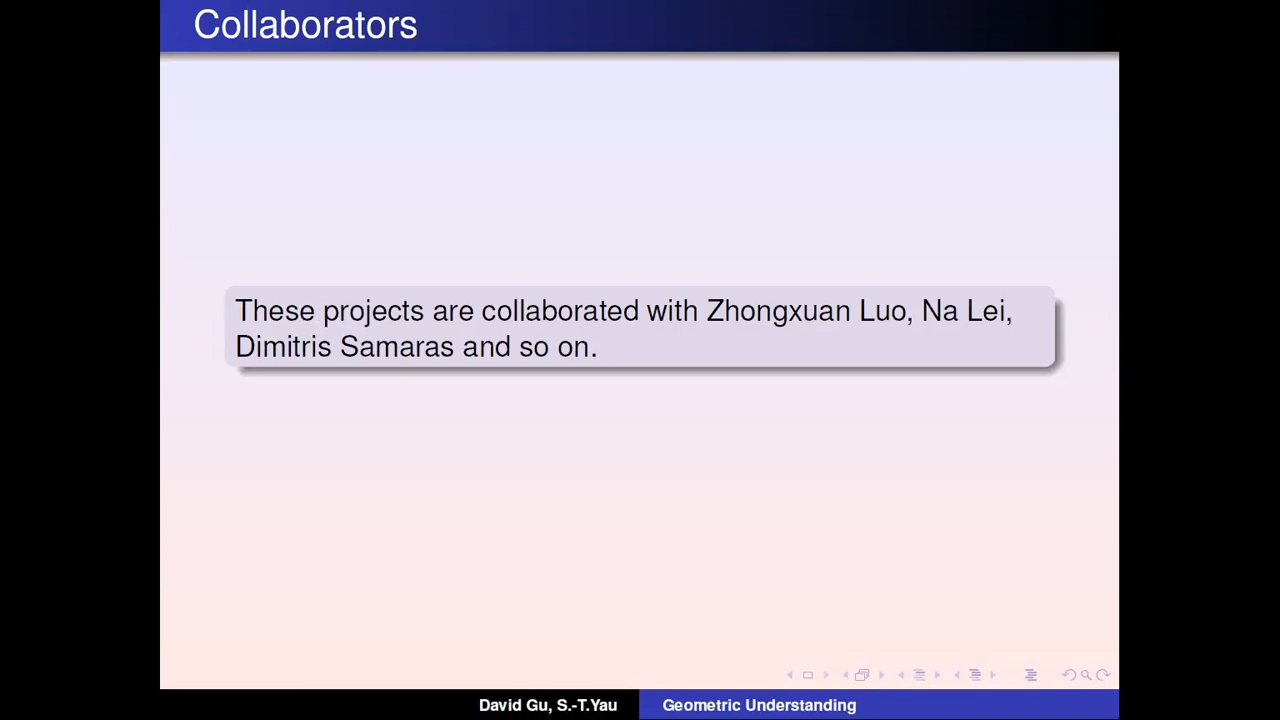 Collaborators
These projects are collaborated with Zhongxuan Luo, Na Lei,
Dimitris Samaras and so on.
David Gu, S.-T.Yau
Geometric Understanding